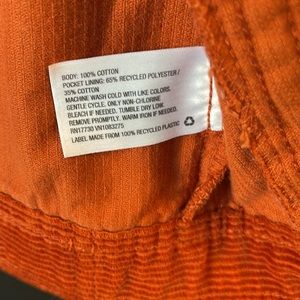 BODY: 100% COTTON
POCKET LINING: 65% RECYCLED POLYESTER /
35% COTTON
MACHINE WASH COLD WITH LIKE COLORS.
GENTLE CYCLE. ONLY NON-CHLORINE
BLEACH IF NEEDED. TUMBLE DRY LOW.
REMOVE PROMPTLY. WARM IRON IF NEEDED.
RN17730 VN1083275
LABEL MADE FROM 100% RECYCLED PLASTIC